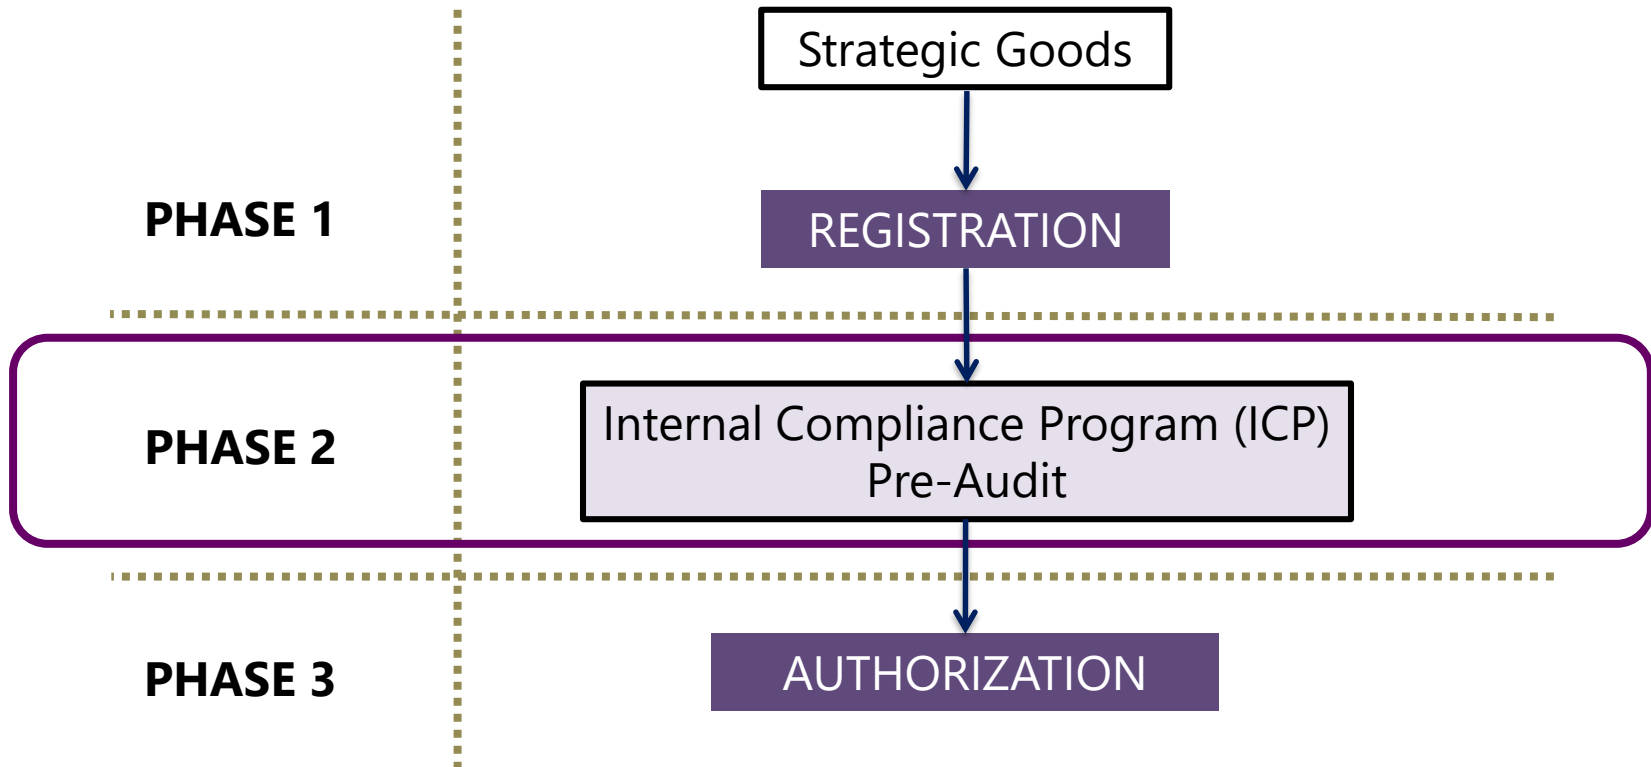 Strategic Goods
PHASE 1
REGISTRATION
PHASE 2
Internal Compliance Program (ICP)
Pre-Audit
PHASE 3
AUTHORIZATION